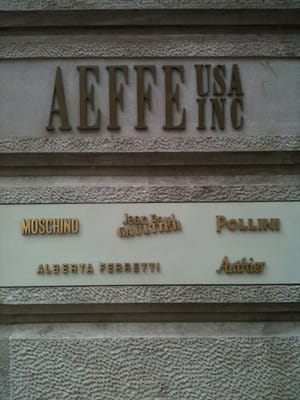 AEFFE USA INC
MOSCHINO Jean Paul GAULTIER POLLINI
ALBERTA FERRETTI Authier